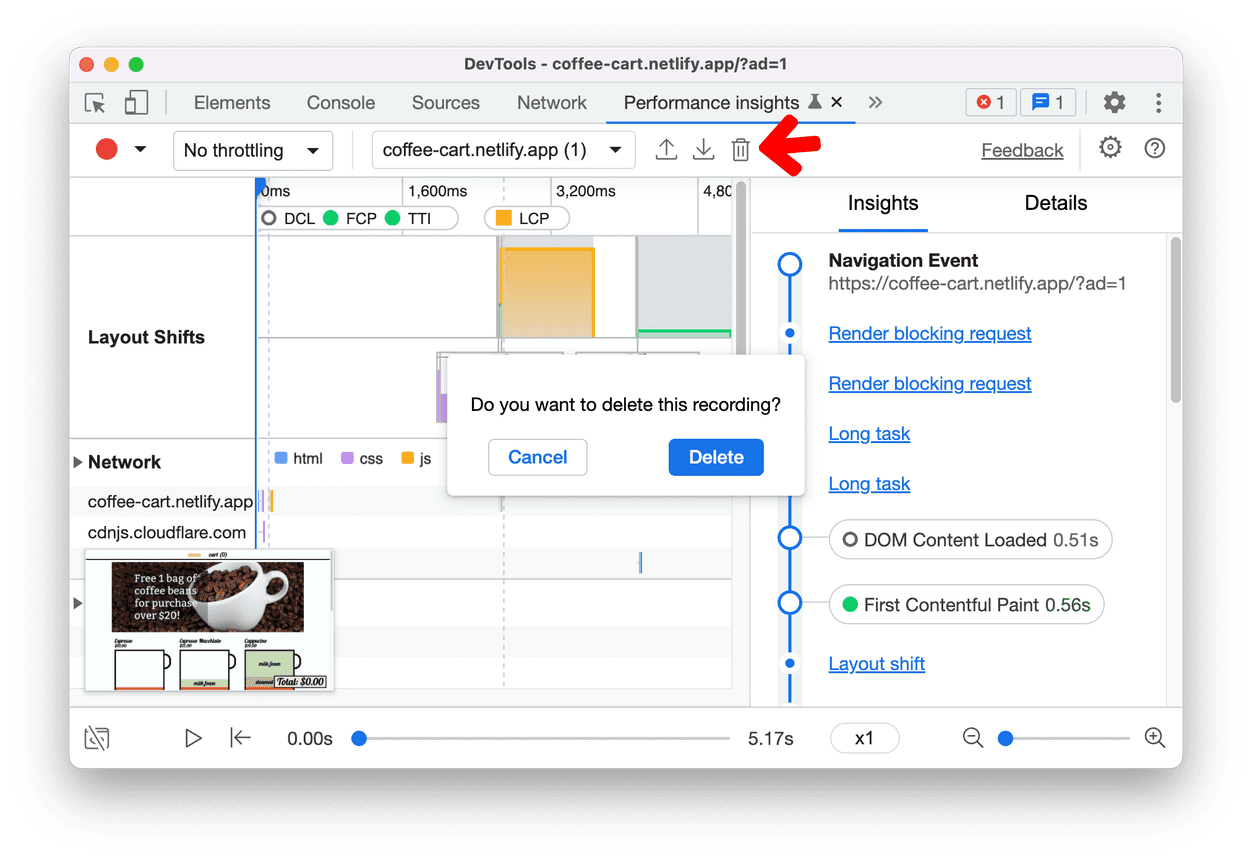 DevTools - coffee-cart.netlify.app/?ad=1
Elements Console Sources Network Performance insights 1 1
No throttling coffee-cart.netlify.app (1) Feedback
0ms 1,600ms 3,200ms 4,80
DCL FCP TTI LCP
Insights Details
Navigation Event
https://coffee-cart.netlify.app/?ad=1
Layout Shifts
Render blocking request
Render blocking request
Do you want to delete this recording?
Cancel Delete
Long task
Long task
Network html css js
coffee-cart.netlify.app
cdnjs.cloudflare.com
DOM Content Loaded 0.51s
First Contentful Paint 0.56s
Layout shift
cart (0)
Free 1 bag of
coffee beans
for purchase
over $20!
Espresso Espresso Macchiato Cappucino
milk foam
milk foam
steamed
Total: $0.00
0.00s 5.17s x1